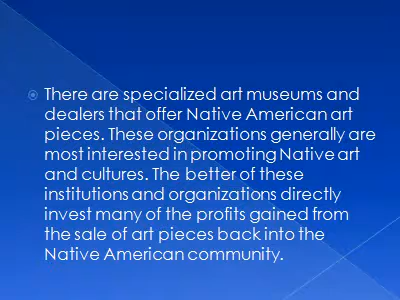 There are specialized art museums and
dealers that offer Native American art
pieces. These organizations generally are
most interested in promoting Native art
and cultures. The better of these
institutions and organizations directly
invest many of the profits gained from
the sale of art pieces back into the
Native American community.